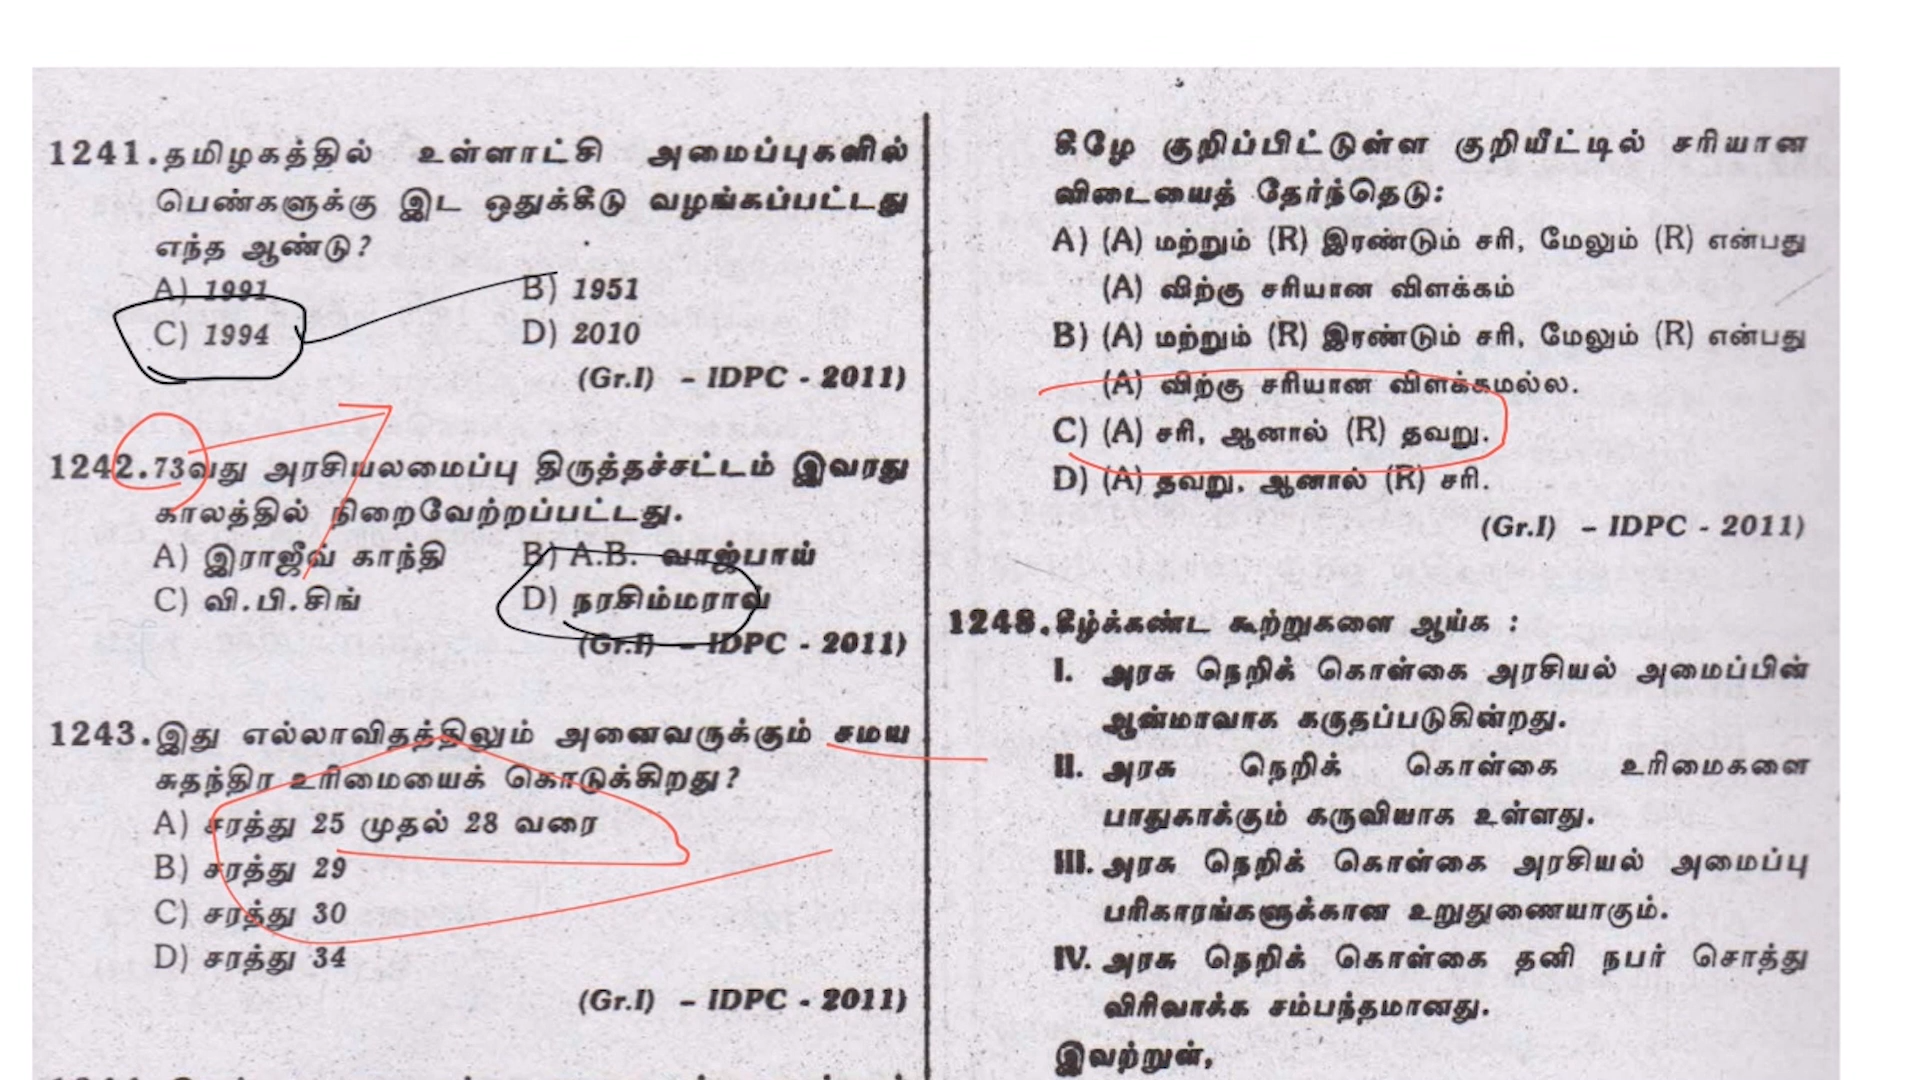 1241.தமிழகத்தில் உள்ளாட்சி அமைப்புகளில்
பெண்களுக்கு இட ஒதுக்கீடு வழங்கப்பட்டது
எந்த ஆண்டு?
A) 1991 B) 1951
C) 1994 D) 2010
(Gr.I) – IDPC - 2011)
1242.73வது அரசியலமைப்பு திருத்தச்சட்டம் இவரது
காலத்தில் நிறைவேற்றப்பட்டது.
A) இராஜீவ் காந்தி B) A.B. வாஜ்பாய்
C) வி.பி.சிங் D) நரசிம்மராவ்
(Gr.I) – IDPC - 2011)
1243.இது எல்லாவிதத்திலும் அனைவருக்கும் சமய
சுதந்திர உரிமையைக் கொடுக்கிறது?
A) சரத்து 25 முதல் 28 வரை
B) சரத்து 29
C) சரத்து 30
D) சரத்து 34
(Gr.I) – IDPC - 2011)
கீழே குறிப்பிட்டுள்ள குறியீட்டில் சரியான
விடையைத் தேர்ந்தெடு:
A) (A) மற்றும் (R) இரண்டும் சரி, மேலும் (R) என்பது
(A) விற்கு சரியான விளக்கம்
B) (A) மற்றும் (R) இரண்டும் சரி, மேலும் (R) என்பது
(A) விற்கு சரியான விளக்கமல்ல.
C) (A) சரி, ஆனால் (R) தவறு.
D) (A) தவறு, ஆனால் (R) சரி.
(Gr.I) – IDPC - 2011)
1248.கீழ்க்கண்ட கூற்றுகளை ஆய்க :
I. அரசு நெறிக் கொள்கை அரசியல் அமைப்பின்
ஆன்மாவாக கருதப்படுகின்றது.
II. அரசு நெறிக் கொள்கை உரிமைகளை
பாதுகாக்கும் கருவியாக உள்ளது.
III. அரசு நெறிக் கொள்கை அரசியல் அமைப்பு
பரிகாரங்களுக்கான உறுதுணையாகும்.
IV. அரசு நெறிக் கொள்கை தனி நபர் சொத்து
விரிவாக்க சம்பந்தமானது.
இவற்றுள்,